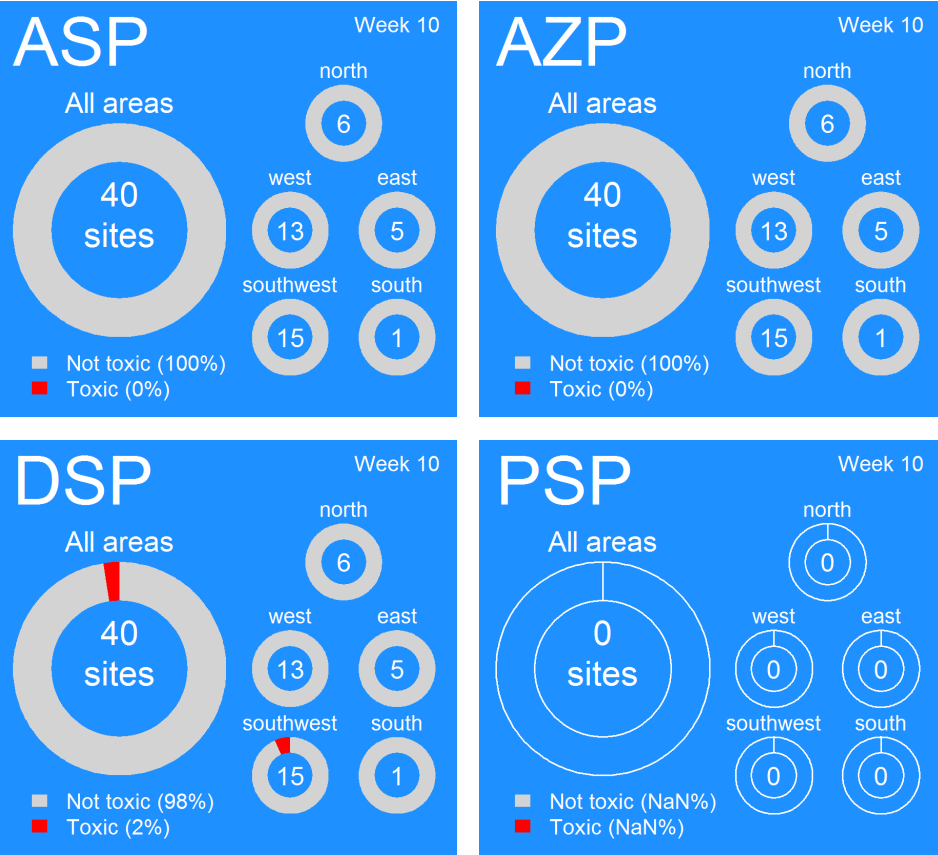 ASP
Week 10
north
All areas
6
west
east
40
sites
13
5
southwest
south
15
1
Not toxic (100%)
Toxic (0%)
AZP
Week 10
north
All areas
6
west
east
40
sites
13
5
southwest
south
15
1
Not toxic (100%)
Toxic (0%)
DSP
Week 10
north
All areas
6
west
east
40
sites
13
5
southwest
south
15
1
Not toxic (98%)
Toxic (2%)
PSP
Week 10
north
All areas
0
west
east
0
sites
0
0
southwest
south
0
0
Not toxic (NaN%)
Toxic (NaN%)